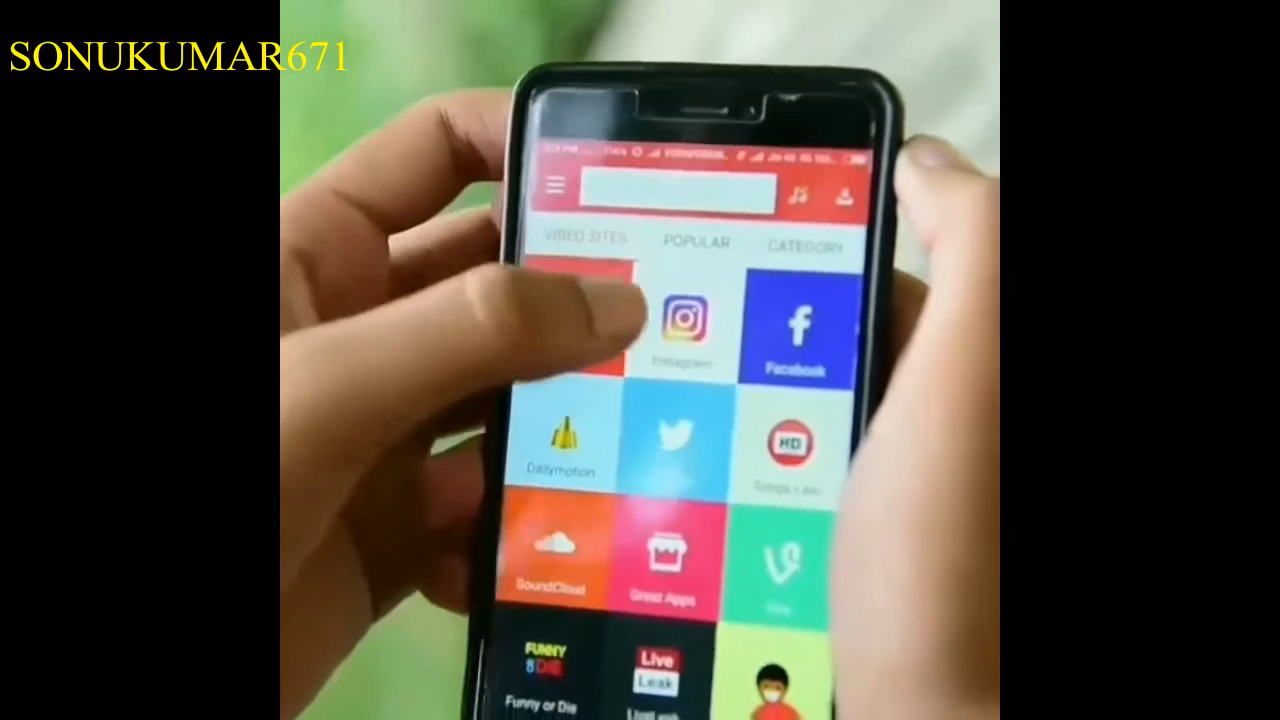 SONUKUMAR671
VIDEO SITES POPULAR CATEGORY
Instagram
Facebook
Dailymotion
HD
SoundCloud
Great Apps
FUNNY
OR DIE
Live
Leak
Funny or Die